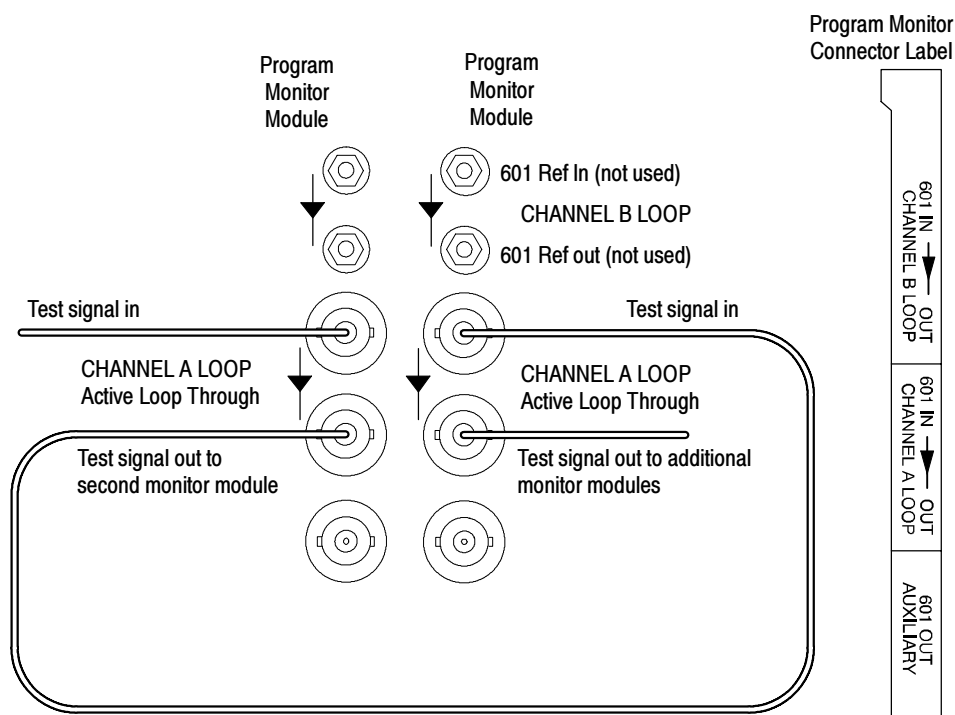 Program Monitor
Connector Label
Program
Monitor
Module
Program
Monitor
Module
601 Ref In (not used)
CHANNEL B LOOP
601 Ref out (not used)
Test signal in
Test signal in
CHANNEL A LOOP
Active Loop Through
CHANNEL A LOOP
Active Loop Through
Test signal out to
second monitor module
Test signal out to additional
monitor modules
601 IN OUT
CHANNEL B LOOP
601 IN OUT
CHANNEL A LOOP
601 OUT
AUXILIARY